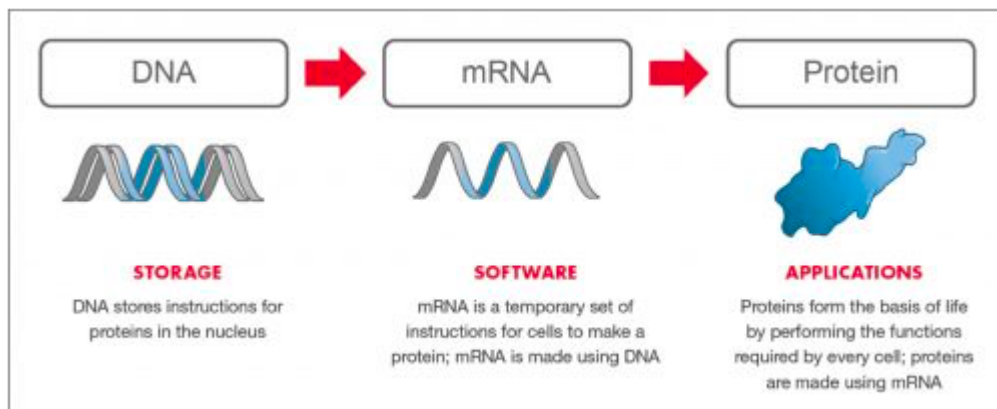 DNA
mRNA
Protein
STORAGE
DNA stores instructions for
proteins in the nucleus
SOFTWARE
mRNA is a temporary set of
instructions for cells to make a
protein; mRNA is made using DNA
APPLICATIONS
Proteins form the basis of life
by performing the functions
required by every cell; proteins
are made using mRNA